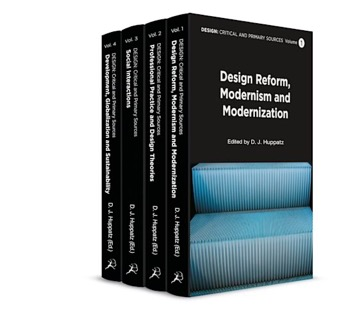 Vol. 4
DESIGN: Critical and Primary Sources
Development, Globalization and Sustainability
D. J. Huppatz (Ed.)
Vol. 3
DESIGN: Critical and Primary Sources
Social Interactions
D. J. Huppatz (Ed.)
Vol. 2
DESIGN: Critical and Primary Sources
Professional Practice and Design Theories
D. J. Huppatz (Ed.)
Vol. 1
DESIGN: Critical and Primary Sources
Design Reform, Modernism and Modernization
D. J. Huppatz (Ed.)
DESIGN: CRITICAL AND PRIMARY SOURCES Volume 1
Design Reform,
Modernism and
Modernization
Edited by D. J. Huppatz